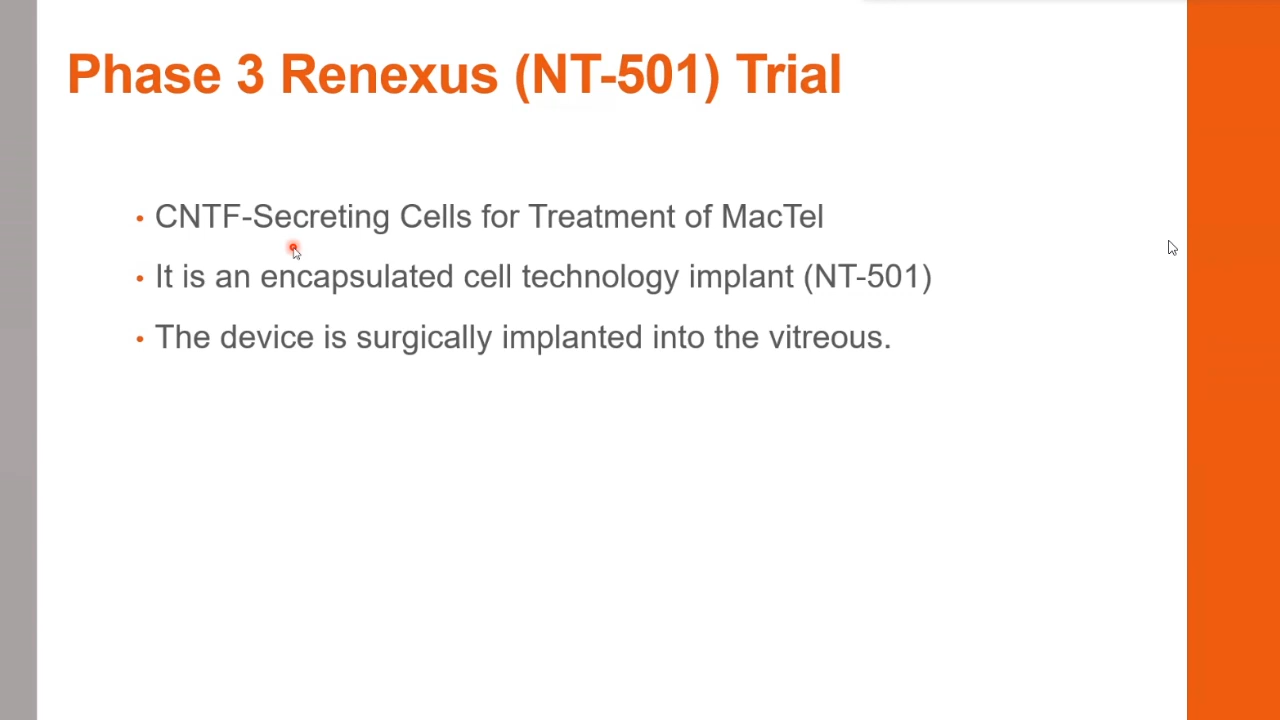 Phase 3 Renexus (NT-501) Trial
• CNTF-Secreting Cells for Treatment of MacTel
• It is an encapsulated cell technology implant (NT-501)
• The device is surgically implanted into the vitreous.